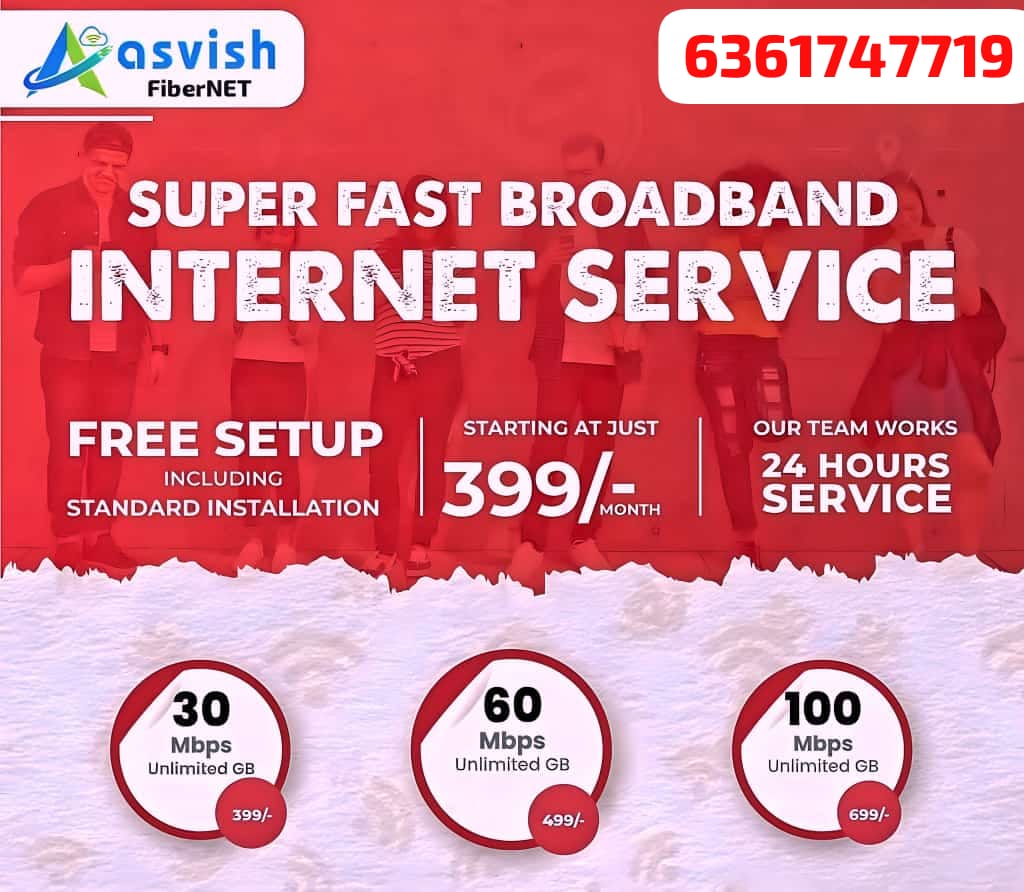 asvish
FiberNET
6361747719
SUPER FAST BROADBAND
INTERNET SERVICE
FREE SETUP
INCLUDING
STANDARD INSTALLATION
STARTING AT JUST
399/-
MONTH
OUR TEAM WORKS
24 HOURS
SERVICE
30
Mbps
Unlimited GB
399/-
60
Mbps
Unlimited GB
499/-
100
Mbps
Unlimited GB
699/-